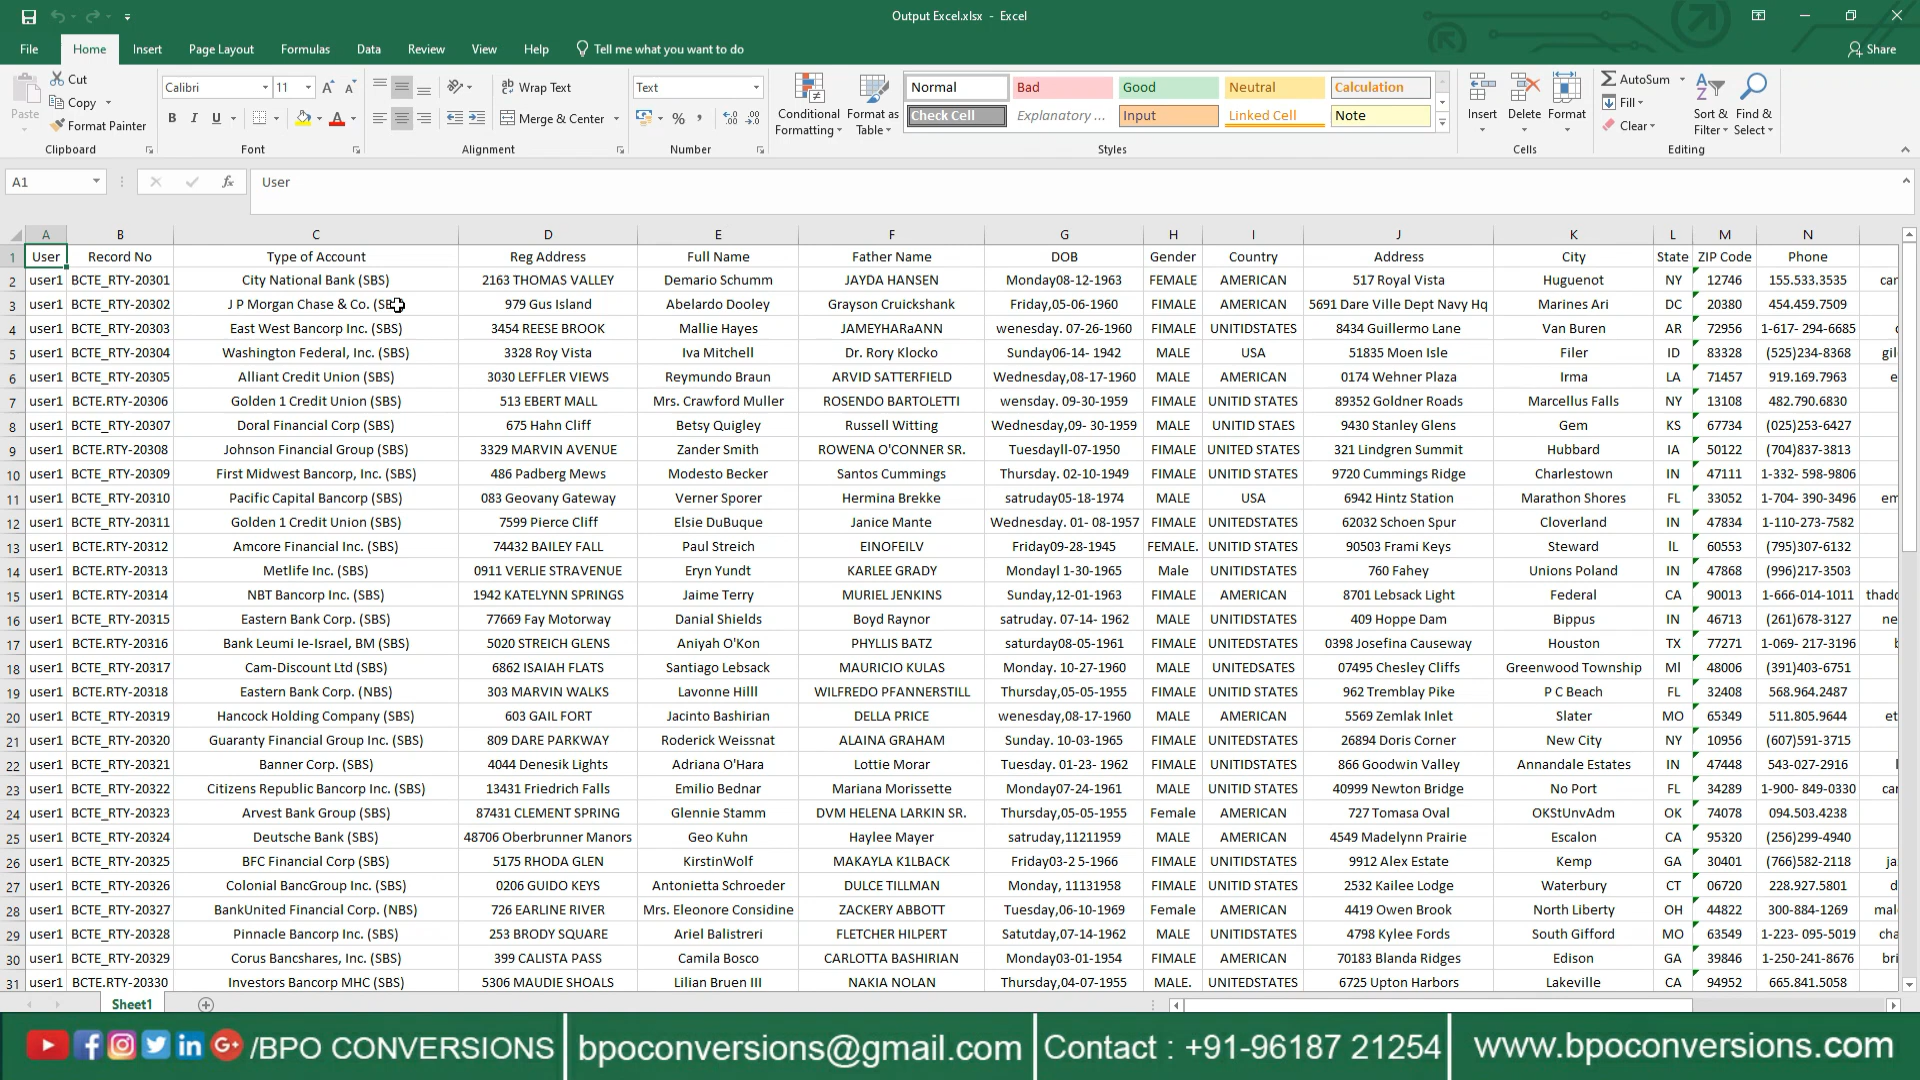 Output Excel.xlsx - Excel
File Home Insert Page Layout Formulas Data Review View Help Tell me what you want to do Share
Cut
Copy
Format Painter
Paste
Clipboard
Calibri 11
B I U
Font
Wrap Text
Merge & Center
Alignment
Text
Number
Conditional Formatting
Format as Table
Normal Bad Good Neutral Calculation
Check Cell Explanatory ... Input Linked Cell Note
Styles
Insert Delete Format
Cells
AutoSum
Fill
Clear
Sort & Filter
Find & Select
Editing
A1 fx User
A B C D E F G H I J K L M N
1 User Record No Type of Account Reg Address Full Name Father Name DOB Gender Country Address City State ZIP Code Phone
2 user1 BCTE_RTY-20301 City National Bank (SBS) 2163 THOMAS VALLEY Demario Schumm JAYDA HANSEN Monday08-12-1963 FEMALE AMERICAN 517 Royal Vista Huguenot NY 12746 155.533.3535 car
3 user1 BCTE_RTY-20302 J P Morgan Chase & Co. (SB 979 Gus Island Abelardo Dooley Grayson Cruickshank Friday,05-06-1960 FIMALE AMERICAN 5691 Dare Ville Dept Navy Hq Marines Ari DC 20380 454.459.7509
4 user1 BCTE_RTY-20303 East West Bancorp Inc. (SBS) 3454 REESE BROOK Mallie Hayes JAMEYHARaANN wenesday. 07-26-1960 FIMALE UNITIDSTATES 8434 Guillermo Lane Van Buren AR 72956 1-617- 294-6685
5 user1 BCTE_RTY-20304 Washington Federal, Inc. (SBS) 3328 Roy Vista Iva Mitchell Dr. Rory Klocko Sunday06-14- 1942 MALE USA 51835 Moen Isle Filer ID 83328 (525)234-8368 gil
6 user1 BCTE_RTY-20305 Alliant Credit Union (SBS) 3030 LEFFLER VIEWS Reymundo Braun ARVID SATTERFIELD Wednesday,08-17-1960 MALE AMERICAN 0174 Wehner Plaza Irma LA 71457 919.169.7963 e
7 user1 BCTE.RTY-20306 Golden 1 Credit Union (SBS) 513 EBERT MALL Mrs. Crawford Muller ROSENDO BARTOLETTI wensday. 09-30-1959 FIMALE UNITID STATES 89352 Goldner Roads Marcellus Falls NY 13108 482.790.6830
8 user1 BCTE_RTY-20307 Doral Financial Corp (SBS) 675 Hahn Cliff Betsy Quigley Russell Witting Wednesday,09- 30-1959 MALE UNITID STAES 9430 Stanley Glens Gem KS 67734 (025)253-6427
9 user1 BCTE.RTY-20308 Johnson Financial Group (SBS) 3329 MARVIN AVENUE Zander Smith ROWENA O'CONNER SR. Tuesdayll-07-1950 FIMALE UNITED STATES 321 Lindgren Summit Hubbard IA 50122 (704)837-3813
10 user1 BCTE_RTY-20309 First Midwest Bancorp, Inc. (SBS) 486 Padberg Mews Modesto Becker Santos Cummings Thursday. 02-10-1949 FIMALE UNITID STATES 9720 Cummings Ridge Charlestown IN 47111 1-332- 598-9806
11 user1 BCTE_RTY-20310 Pacific Capital Bancorp (SBS) 083 Geovany Gateway Verner Sporer Hermina Brekke satruday05-18-1974 MALE USA 6942 Hintz Station Marathon Shores FL 33052 1-704- 390-3496 em
12 user1 BCTE_RTY-20311 Golden 1 Credit Union (SBS) 7599 Pierce Cliff Elsie DuBuque Janice Mante Wednesday. 01- 08-1957 FIMALE UNITEDSTATES 62032 Schoen Spur Cloverland IN 47834 1-110-273-7582
13 user1 BCTE.RTY-20312 Amcore Financial Inc. (SBS) 74432 BAILEY FALL Paul Streich EINOFEILV Friday09-28-1945 FEMALE. UNITID STATES 90503 Frami Keys Steward lL 60553 (795)307-6132
14 user1 BCTE.RTY-20313 Metlife Inc. (SBS) 0911 VERLIE STRAVENUE Eryn Yundt KARLEE GRADY Mondayl 1-30-1965 Male UNITIDSTATES 760 Fahey Unions Poland IN 47868 (996)217-3503
15 user1 BCTE.RTY-20314 NBT Bancorp Inc. (SBS) 1942 KATELYNN SPRINGS Jaime Terry MURIEL JENKINS Sunday,12-01-1963 FIMALE AMERICAN 8701 Lebsack Light Federal CA 90013 1-666-014-1011 thadd
16 user1 BCTE_RTY-20315 Eastern Bank Corp. (SBS) 77669 Fay Motorway Danial Shields Boyd Raynor satruday. 07-14- 1962 MALE UNITIDSTATES 409 Hoppe Dam Bippus IN 46713 (261)678-3127 ne
17 user1 BCTE.RTY-20316 Bank Leumi Ie-Israel, BM (SBS) 5020 STREICH GLENS Aniyah O'Kon PHYLLIS BATZ saturday08-05-1961 FIMALE UNITIDSTATES 0398 Josefina Causeway Houston TX 77271 1-069- 217-3196
18 user1 BCTE_RTY-20317 Cam-Discount Ltd (SBS) 6862 ISAIAH FLATS Santiago Lebsack MAURICIO KULAS Monday. 10-27-1960 MALE UNITEDSATES 07495 Chesley Cliffs Greenwood Township Ml 48006 (391)403-6751
19 user1 BCTE.RTY-20318 Eastern Bank Corp. (NBS) 303 MARVIN WALKS Lavonne Hilll WILFREDO PFANNERSTILL Thursday,05-05-1955 FIMALE UNITID STATES 962 Tremblay Pike P C Beach FL 32408 568.964.2487
20 user1 BCTE_RTY-20319 Hancock Holding Company (SBS) 603 GAIL FORT Jacinto Bashirian DELLA PRICE wenesday,08-17-1960 MALE AMERICAN 5569 Zemlak Inlet Slater MO 65349 511.805.9644 et
21 user1 BCTE_RTY-20320 Guaranty Financial Group Inc. (SBS) 809 DARE PARKWAY Roderick Weissnat ALAINA GRAHAM Sunday. 10-03-1965 FIMALE UNITEDSTATES 26894 Doris Corner New City NY 10956 (607)591-3715
22 user1 BCTE_RTY-20321 Banner Corp. (SBS) 4044 Denesik Lights Adriana O'Hara Lottie Morar Tuesday. 01-23- 1962 FIMALE UNITIDSTATES 866 Goodwin Valley Annandale Estates IN 47448 543-027-2916
23 user1 BCTE_RTY-20322 Citizens Republic Bancorp Inc. (SBS) 13431 Friedrich Falls Emilio Bednar Mariana Morissette Monday07-24-1961 MALE UNITEDSTATES 40999 Newton Bridge No Port FL 34289 1-900- 849-0330 car
24 user1 BCTE_RTY-20323 Arvest Bank Group (SBS) 87431 CLEMENT SPRING Glennie Stamm DVM HELENA LARKIN SR. Thursday,05-05-1955 Female AMERICAN 727 Tomasa Oval OKStUnvAdm OK 74078 094.503.4238
25 user1 BCTE_RTY-20324 Deutsche Bank (SBS) 48706 Oberbrunner Manors Geo Kuhn Haylee Mayer satruday,11211959 MALE AMERICAN 4549 Madelynn Prairie Escalon CA 95320 (256)299-4940
26 user1 BCTE_RTY-20325 BFC Financial Corp (SBS) 5175 RHODA GLEN KirstinWolf MAKAYLA K1LBACK Friday03-2 5-1966 FIMALE UNITIDSTATES 9912 Alex Estate Kemp GA 30401 (766)582-2118 ja
27 user1 BCTE_RTY-20326 Colonial BancGroup Inc. (SBS) 0206 GUIDO KEYS Antonietta Schroeder DULCE TILLMAN Monday, 11131958 FIMALE UNITED STATES 2532 Kailee Lodge Waterbury CT 06720 228.927.5801 d
28 user1 BCTE_RTY-20327 BankUnited Financial Corp. (NBS) 726 EARLINE RIVER Mrs. Eleonore Considine ZACKERY ABBOTT Tuesday,06-10-1969 Female AMERICAN 4419 Owen Brook North Liberty OH 44822 300-884-1269 mal
29 user1 BCTE_RTY-20328 Pinnacle Bancorp Inc. (SBS) 253 BRODY SQUARE Ariel Balistreri FLETCHER HILPERT Satutday,07-14-1962 MALE UNITIDSTATES 4798 Kylee Fords South Gifford MO 63549 1-223- 095-5019 cha
30 user1 BCTE_RTY-20329 Corus Bancshares, Inc. (SBS) 399 CALISTA PASS Camila Bosco CARLOTTA BASHIRIAN Monday03-01-1954 FIMALE AMERICAN 70183 Blanda Ridges Edison GA 39846 1-250-241-8676 bri
31 user1 BCTE.RTY-20330 Investors Bancorp MHC (SBS) 5306 MAUDIE SHOALS Lilian Bruen III NAKIA NOLAN Thursday,04-07-1955 MALE. UNITEDSTATES 6725 Upton Harbors Lakeville CA 94952 665.841.5058
Sheet1
/BPO CONVERSIONS bpoconversions@gmail.com Contact : +91-96187 21254 www.bpoconversions.com